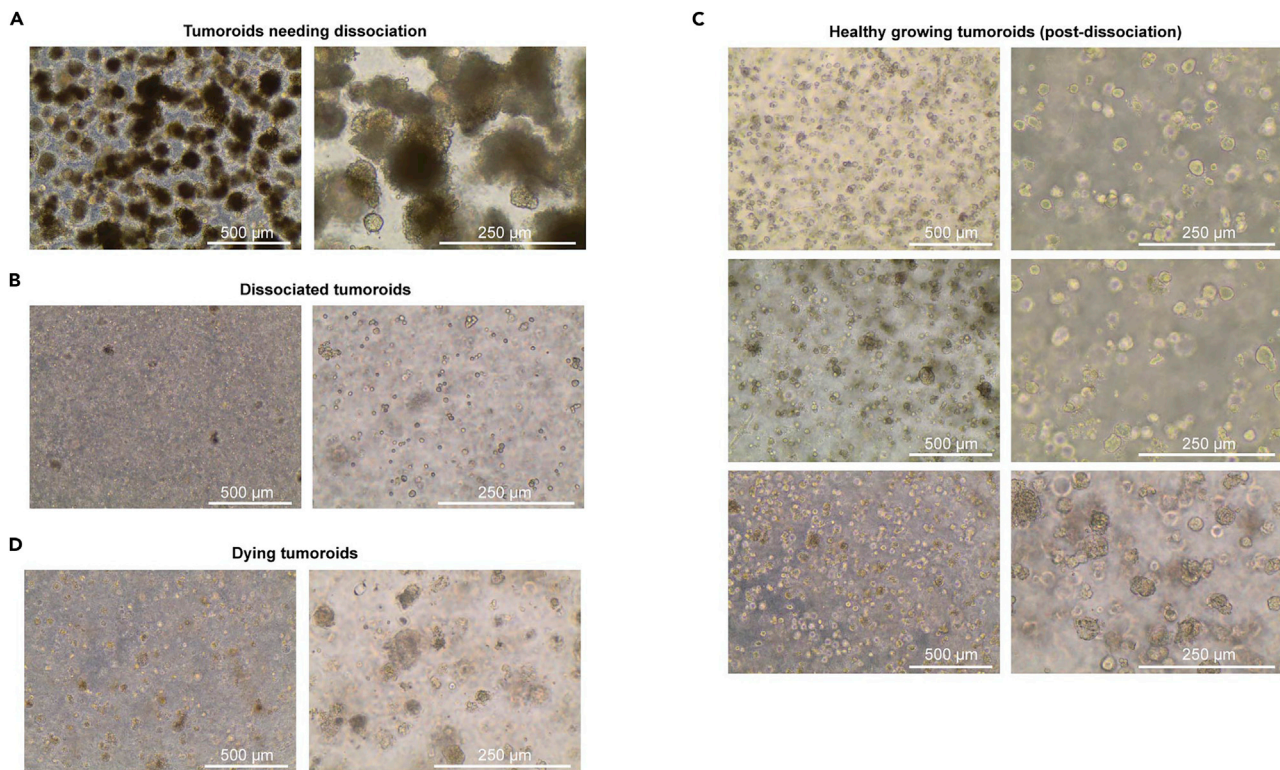 A
Tumoroids needing dissociation
500 µm
250 µm
B
Dissociated tumoroids
500 µm
250 µm
D
Dying tumoroids
500 µm
250 µm
C
Healthy growing tumoroids (post-dissociation)
500 µm
250 µm
500 µm
250 µm
500 µm
250 µm